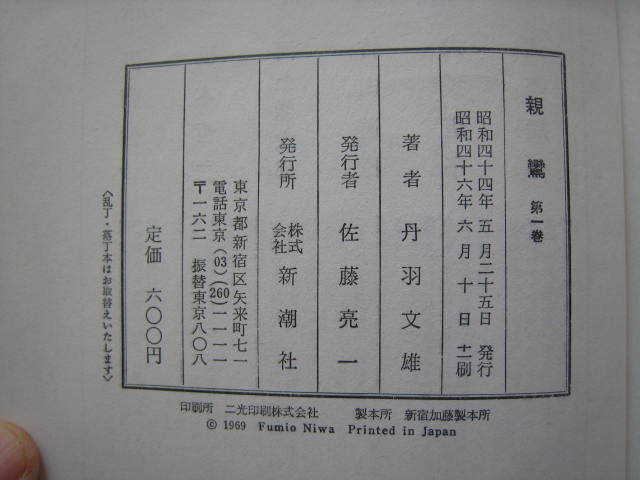 親鸞 第一巻
昭和四十四年 五月二十五日 発行
昭和四十六年 六月 十日 十二刷
著者 丹羽文雄
発行者 佐藤亮一
発行所 株式会社 新潮社
東京都新宿区矢来町七一
電話東京(03)(260)一一一一
〒一六二 振替東京八〇八
定価 六〇〇円
〈乱丁・落丁本はお取替えいたします〉
印刷所 二光印刷株式会社 製本所 新宿加藤製本所
© 1969 Fumio Niwa Printed in Japan